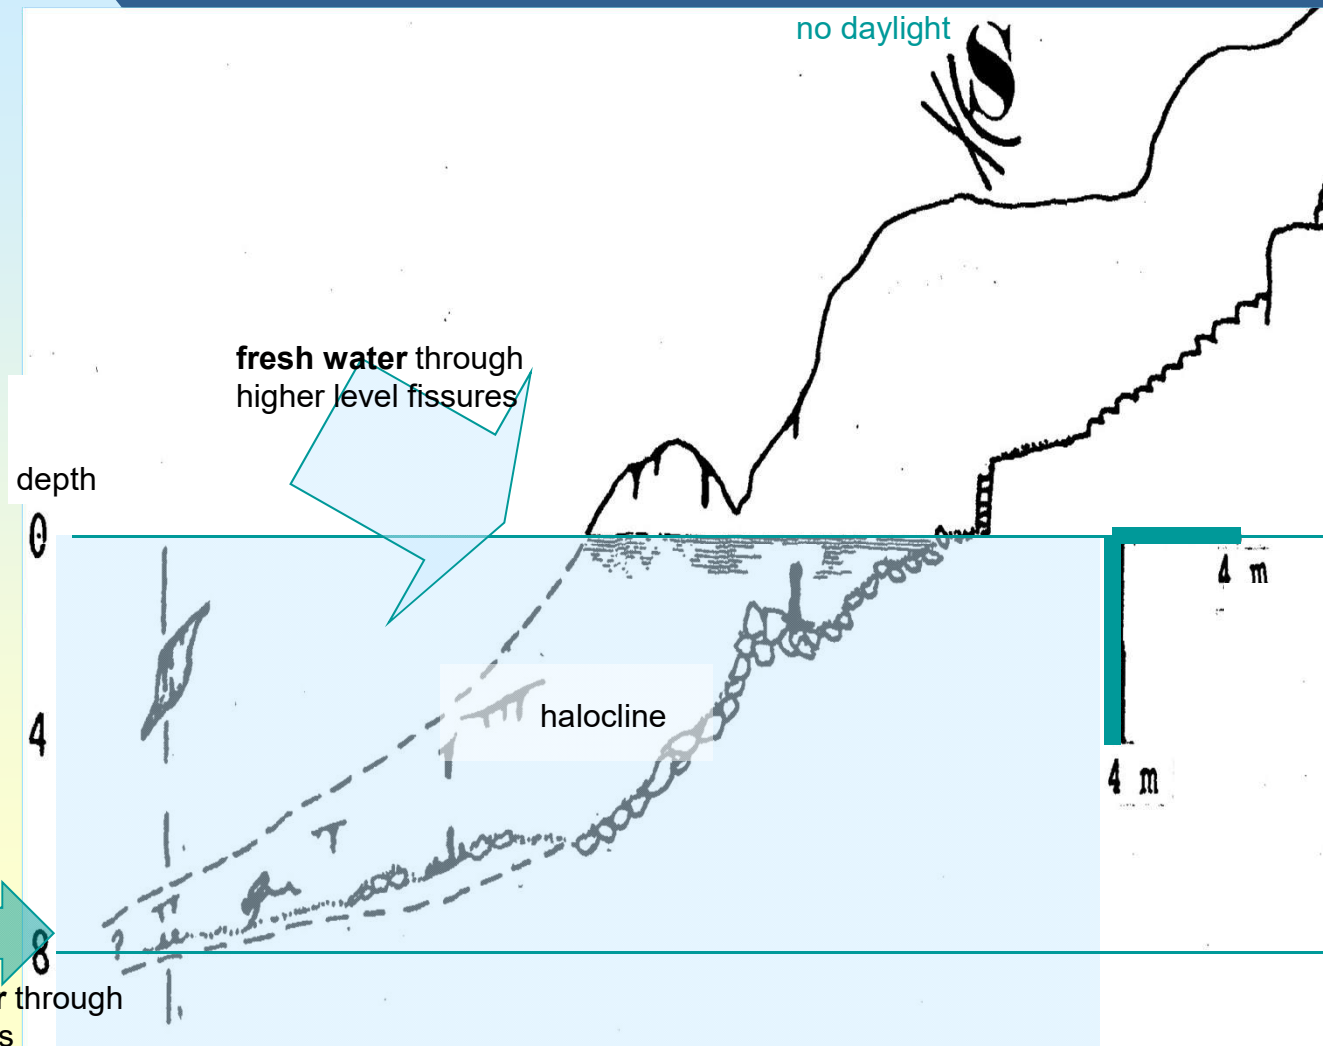 no daylight
S
fresh water through
higher level fissures
depth
0
4 m
halocline
4
4 m
?
8
r through
s